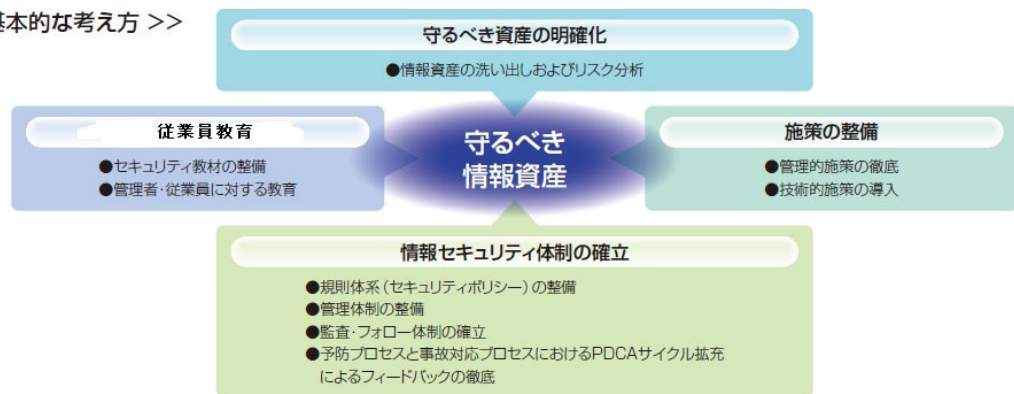 基本的な考え方 >>
守るべき資産の明確化
●情報資産の洗い出しおよびリスク分析
従業員教育
●セキュリティ教材の整備
●管理者・従業員に対する教育
守るべき
情報資産
施策の整備
●管理的施策の徹底
●技術的施策の導入
情報セキュリティ体制の確立
●規則体系（セキュリティポリシー）の整備
●管理体制の整備
●監査・フォロー体制の確立
●予防プロセスと事故対応プロセスにおけるPDCAサイクル拡充
によるフィードバックの徹底